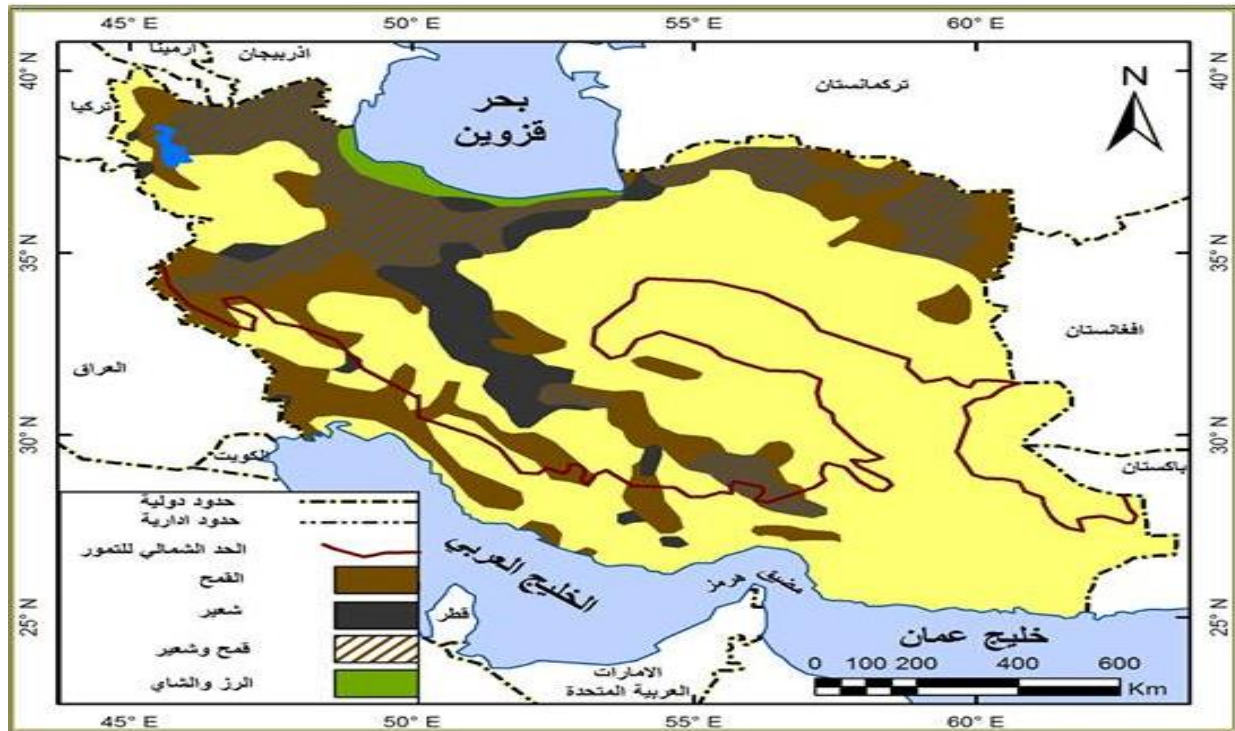 45° E 50° E 55° E 60° E
40° N
35° N
30° N
25° N
40° N
35° N
30° N
25° N
ارمينا
اذربيجان
تركيا
بحر
قزوين
تركمانستان
N
افغانستان
العراق
الكويت
باكستان
الخليج العربي
مضيق هرمز
قطر
خليج عمان
الامارات
العربية المتحدة
0 100 200 400 600
Km
حدود دولية
حدود ادارية
الحد الشمالي للتمور
القمح
شعير
قمح وشعير
الرز والشاي
45° E 50° E 55° E 60° E